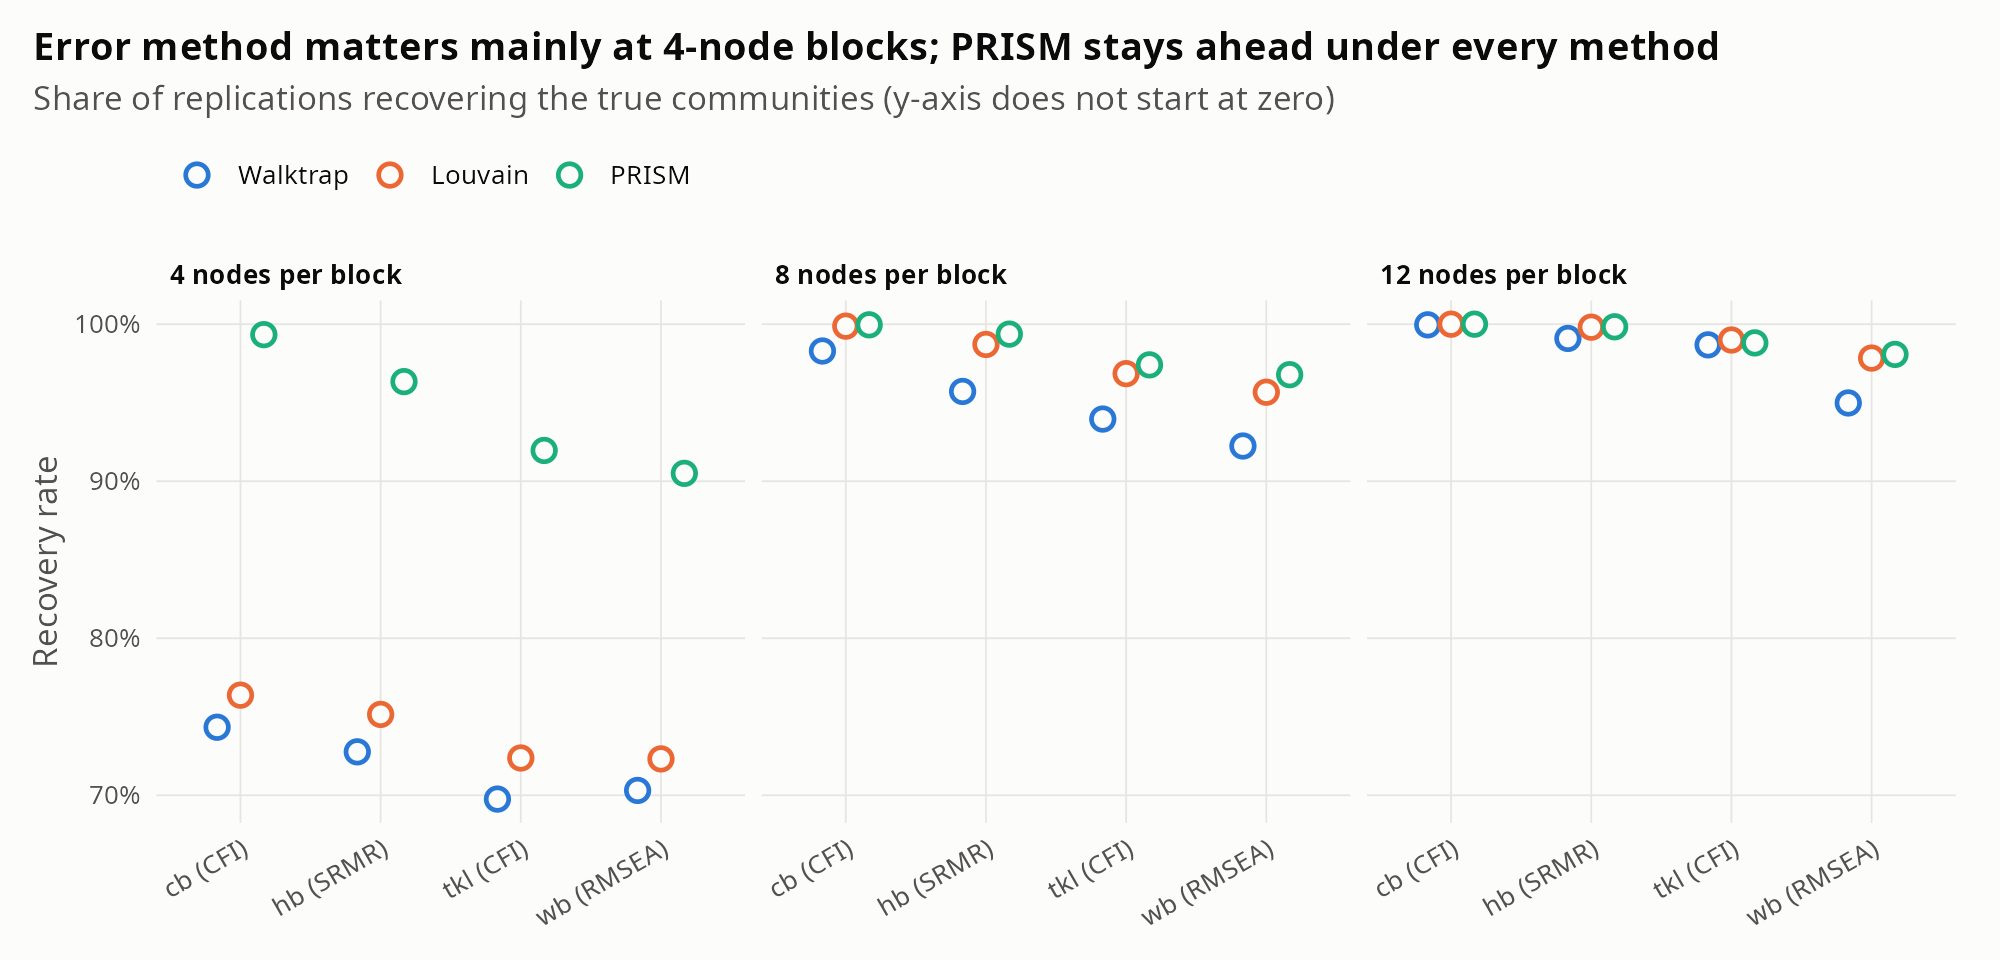 Error method matters mainly at 4-node blocks; PRISM stays ahead under every method
Share of replications recovering the true communities (y-axis does not start at zero)
Walktrap Louvain PRISM
4 nodes per block 8 nodes per block 12 nodes per block
Recovery rate
100%
90%
80%
70%
cb (CFI) hb (SRMR) tkl (CFI) wb (RMSEA) cb (CFI) hb (SRMR) tkl (CFI) wb (RMSEA) cb (CFI) hb (SRMR) tkl (CFI) wb (RMSEA)